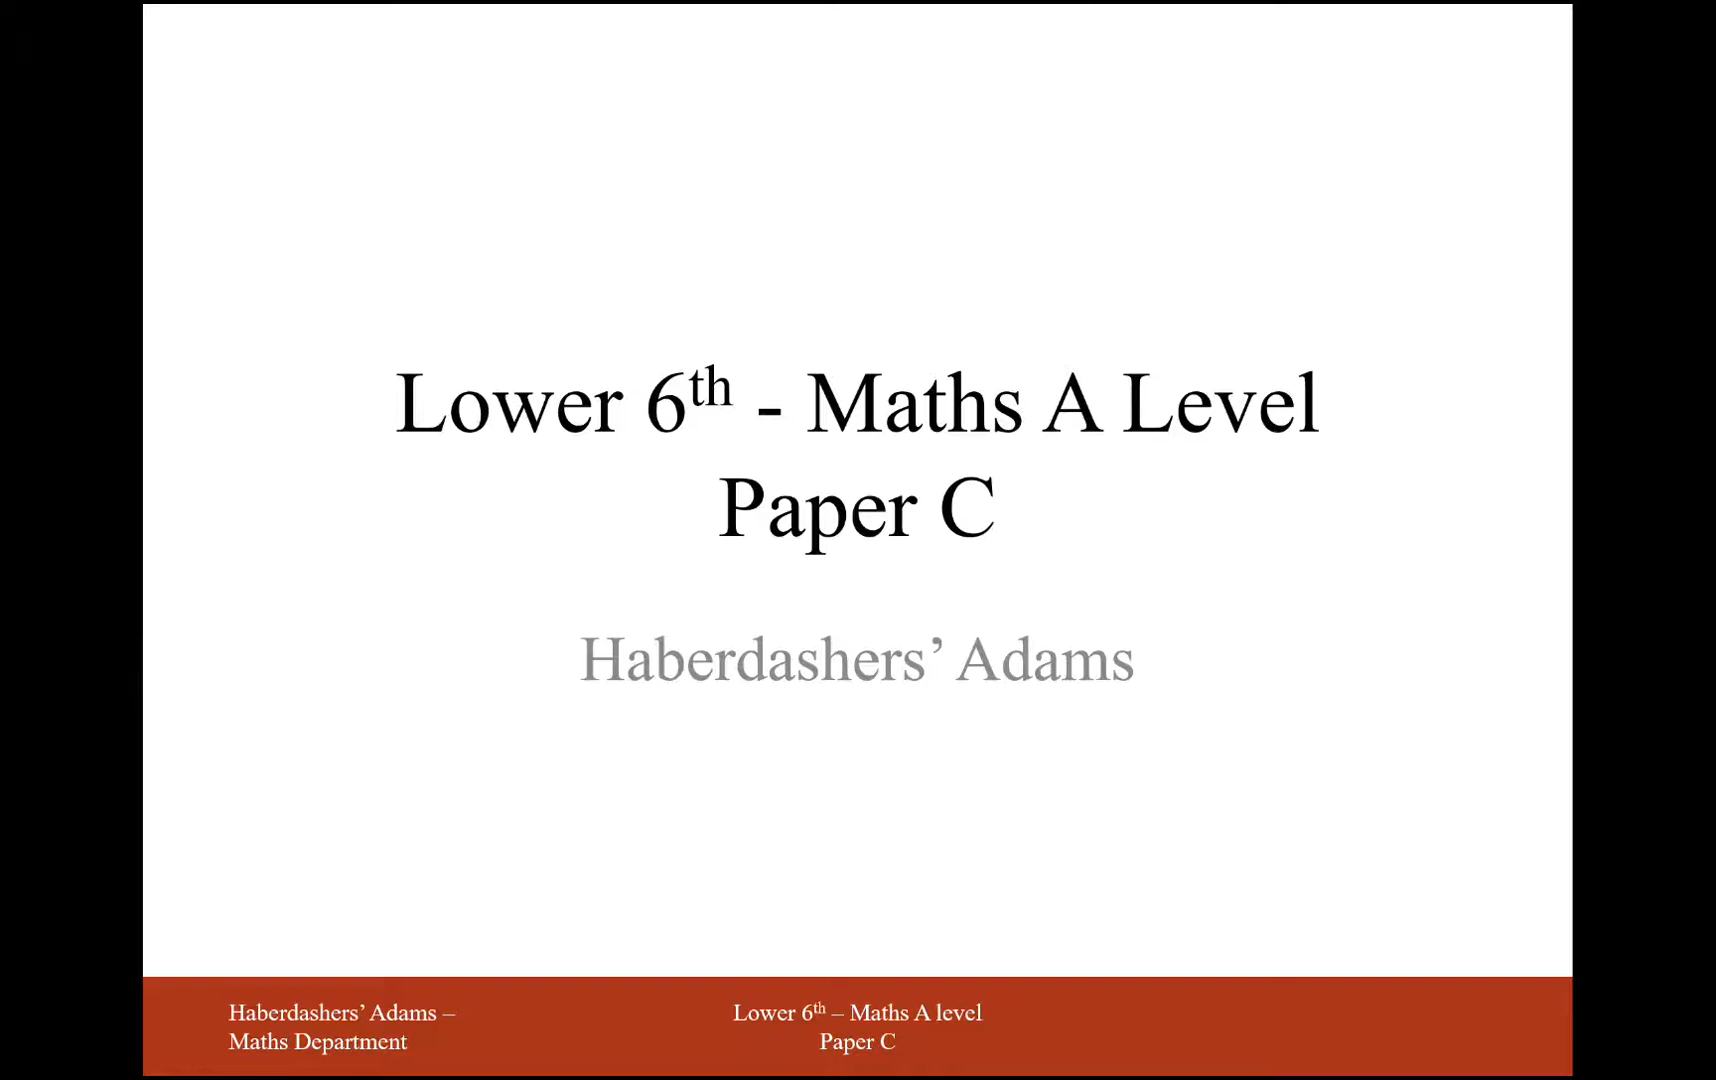 Lower 6th - Maths A Level
Paper C
Haberdashers’ Adams
Haberdashers’ Adams –
Maths Department
Lower 6th – Maths A level
Paper C